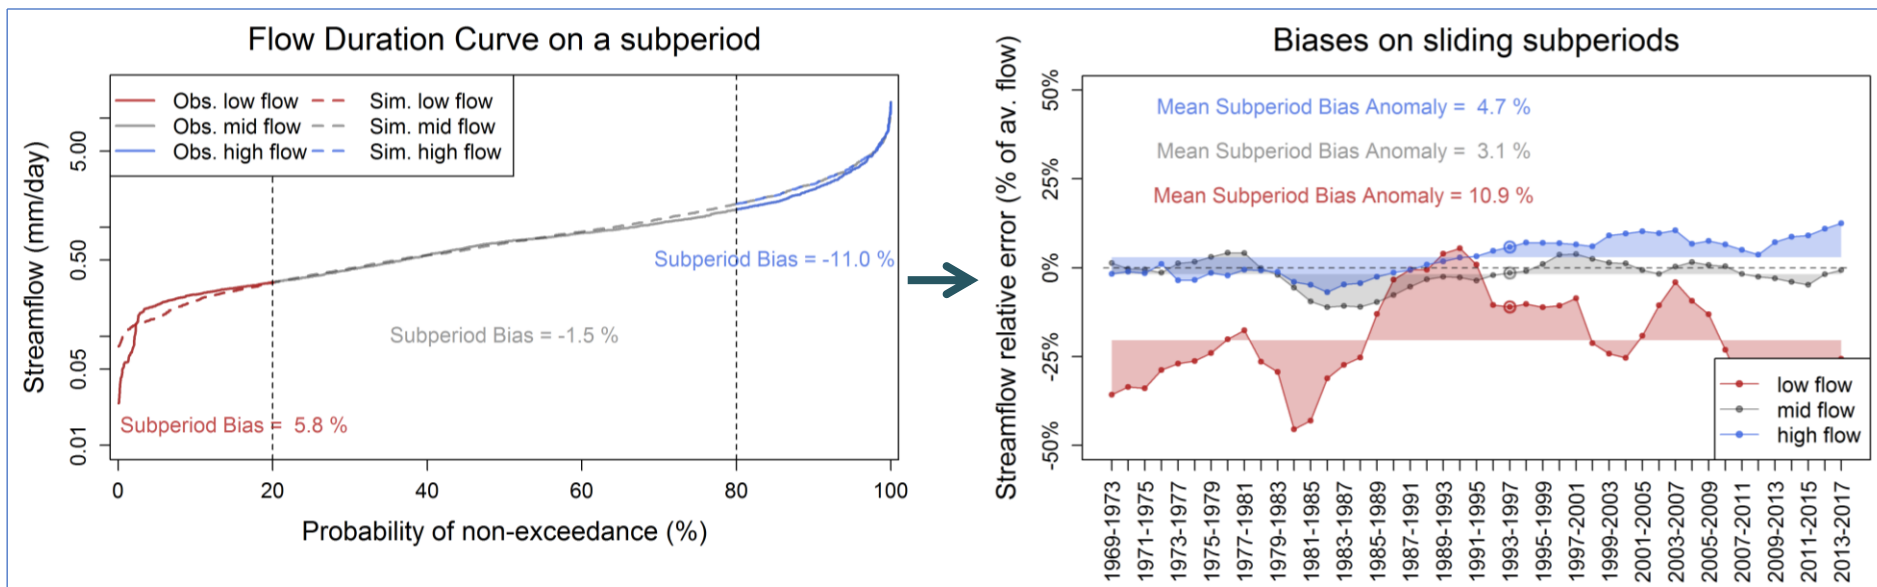 Flow Duration Curve on a subperiod
Obs. low flow
Sim. low flow
Obs. mid flow
Sim. mid flow
Obs. high flow
Sim. high flow
Streamflow (mm/day)
5.00
0.50
0.05
0.01
Subperiod Bias = -11.0 %
Subperiod Bias = -1.5 %
Subperiod Bias = 5.8 %
0
20
40
60
80
100
Probability of non-exceedance (%)
Biases on sliding subperiods
Streamflow relative error (% of av. flow)
50%
25%
0%
-25%
-50%
Mean Subperiod Bias Anomaly = 4.7 %
Mean Subperiod Bias Anomaly = 3.1 %
Mean Subperiod Bias Anomaly = 10.9 %
low flow
mid flow
high flow
1969-1973
1971-1975
1973-1977
1975-1979
1977-1981
1979-1983
1981-1985
1983-1987
1985-1989
1987-1991
1989-1993
1991-1995
1993-1997
1995-1999
1997-2001
1999-2003
2001-2005
2003-2007
2005-2009
2007-2011
2009-2013
2011-2015
2013-2017